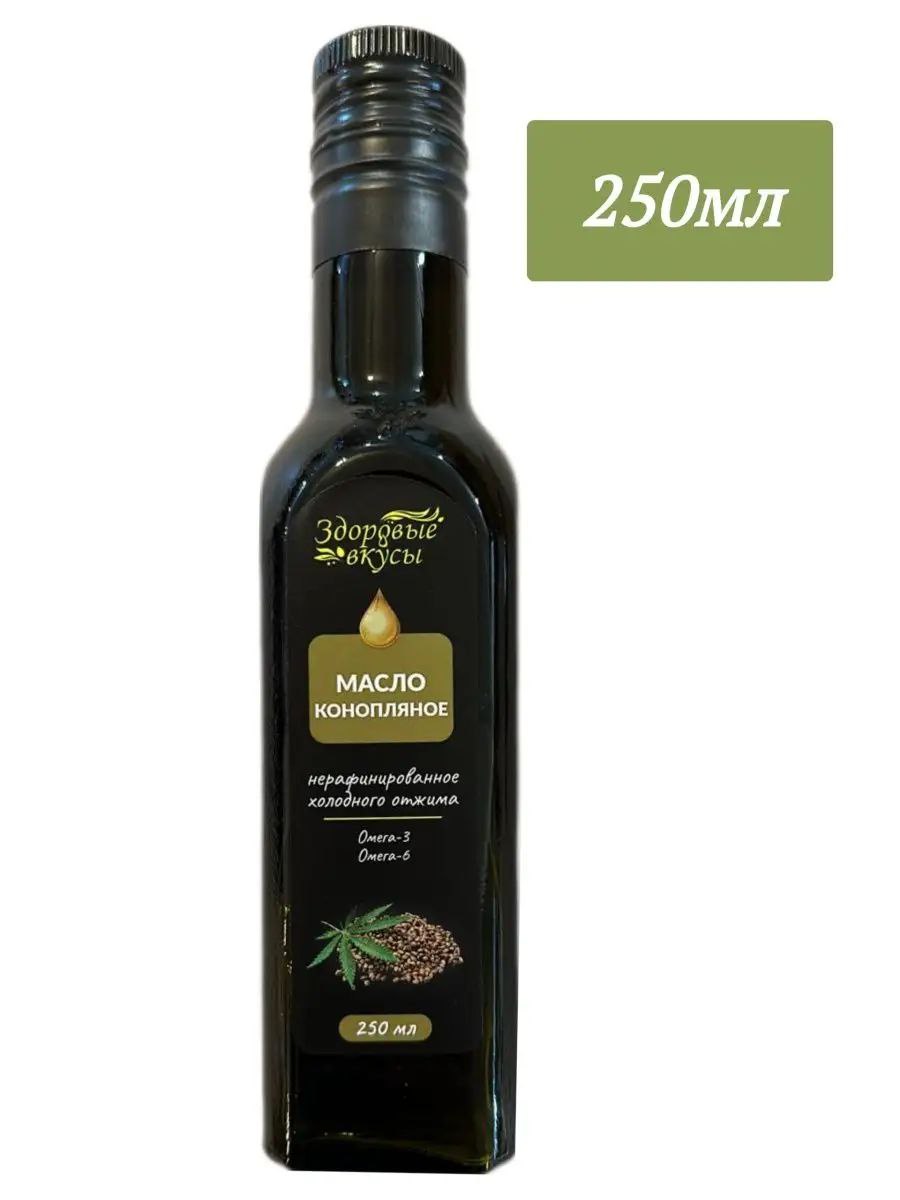 250мл
Здоровые
вкусы
МАСЛО
КОНОПЛЯНОЕ
нерафинированное
холодного отжима
Омега-3
Омега-6
250 мл